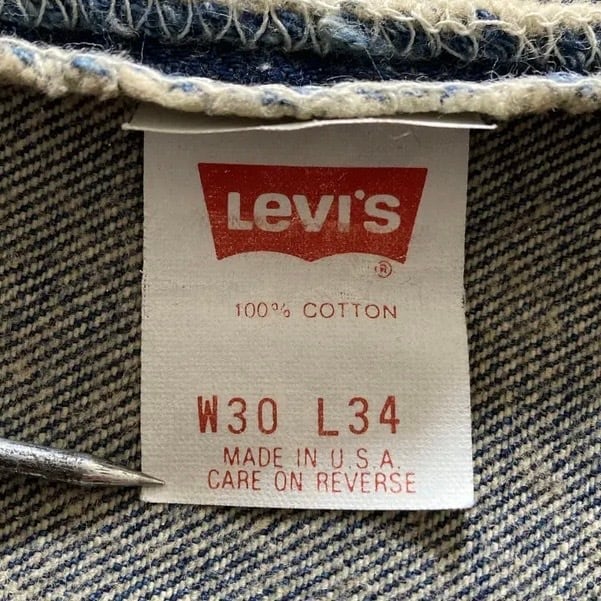 Levi's
®
100% COTTON
W30 L34
MADE IN U.S.A.
CARE ON REVERSE